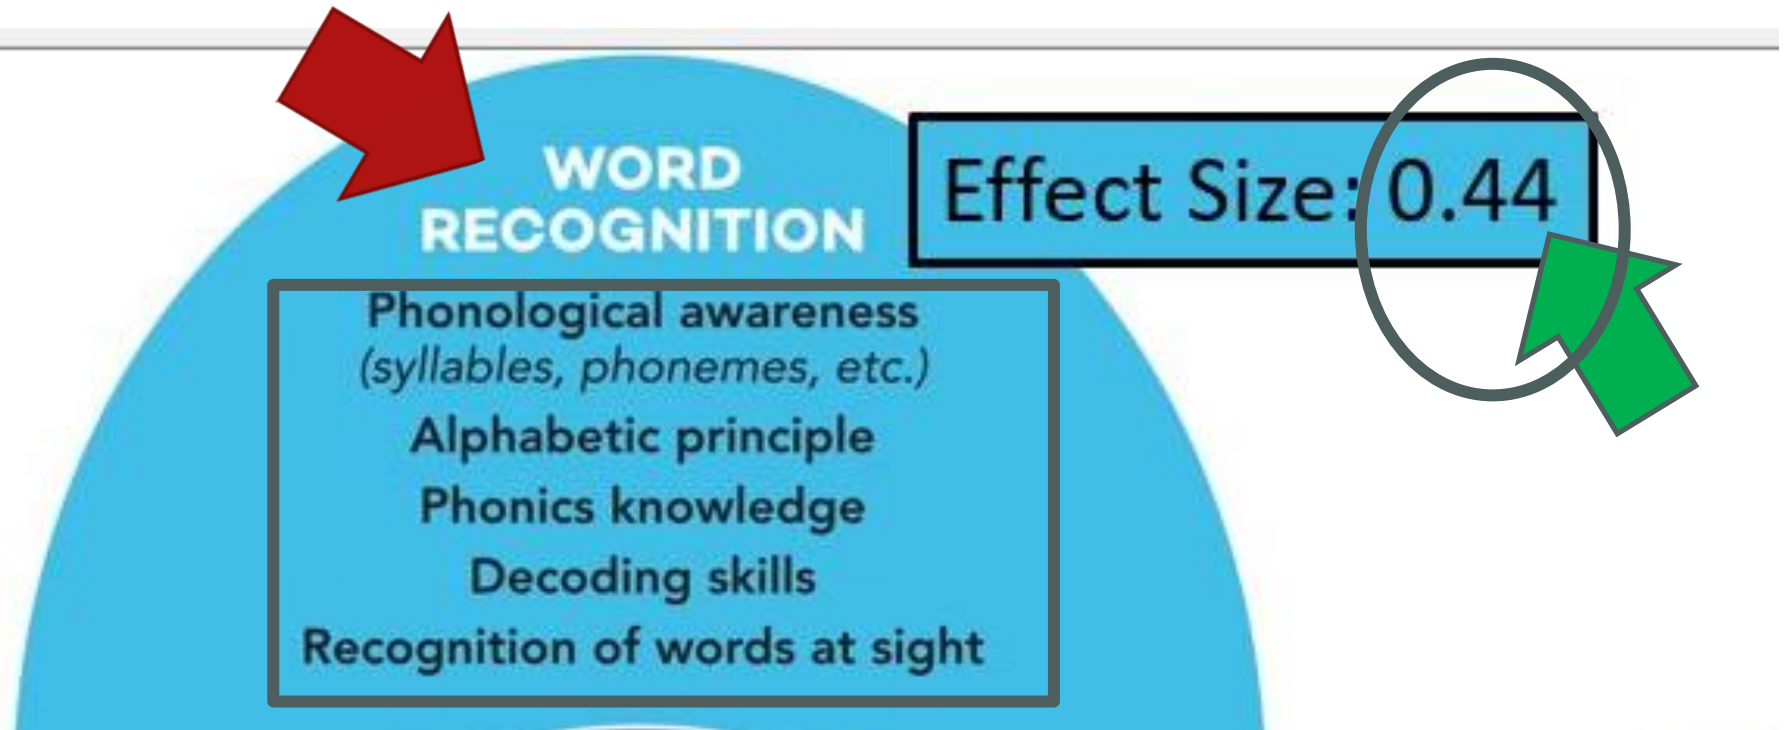 WORD
RECOGNITION
Effect Size: 0.44
Phonological awareness
(syllables, phonemes, etc.)
Alphabetic principle
Phonics knowledge
Decoding skills
Recognition of words at sight